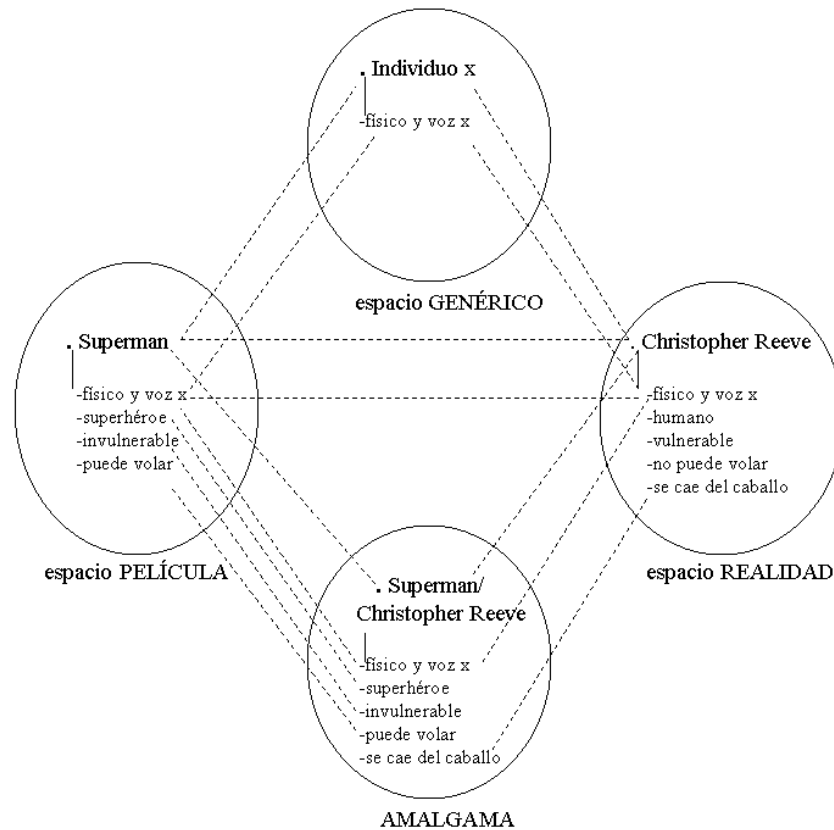 . Individuo x
-físico y voz x
espacio GENÉRICO
. Superman
-físico y voz x
-superhéroe
-invulnerable
-puede volar
espacio PELÍCULA
. Christopher Reeve
-físico y voz x
-humano
-vulnerable
-no puede volar
-se cae del caballo
espacio REALIDAD
. Superman/
Christopher Reeve
-físico y voz x
-superhéroe
-invulnerable
-puede volar
-se cae del caballo
AMALGAMA